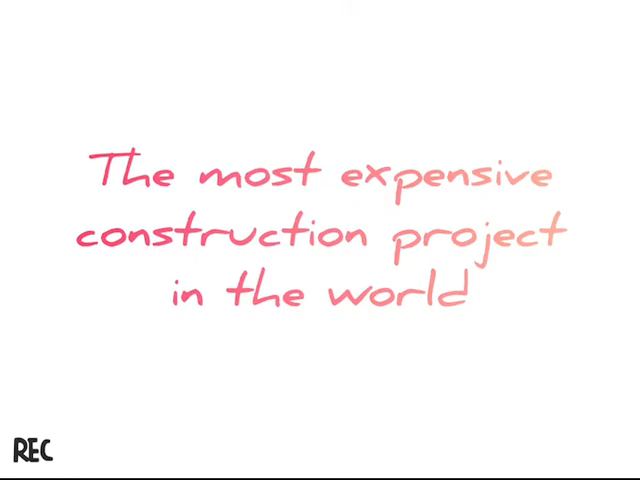 The most expensive
construction project
in the world
REC